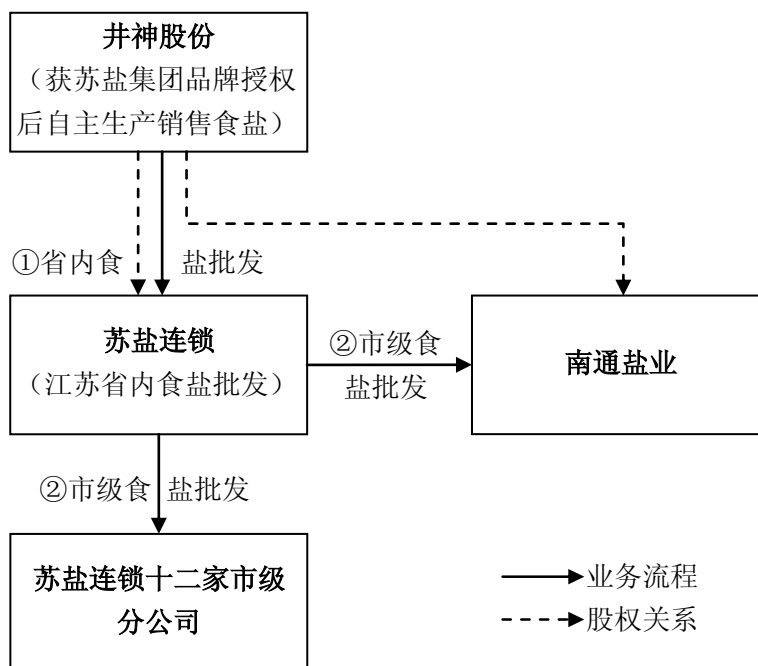 井神股份
（获苏盐集团品牌授权
后自主生产销售食盐）
①省内食 盐批发
苏盐连锁
（江苏省内食盐批发）
②市级食
盐批发
南通盐业
②市级食 盐批发
苏盐连锁十二家市级
分公司
业务流程
股权关系